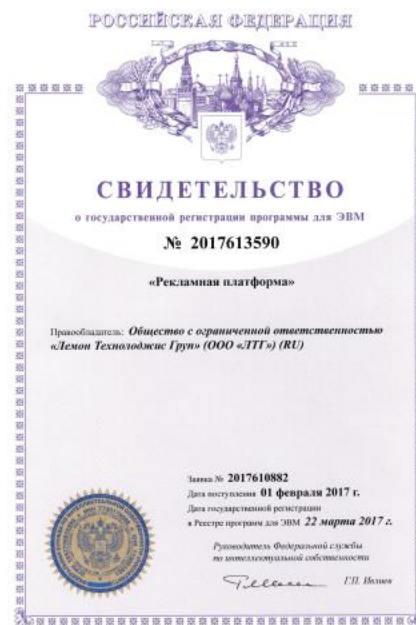 РОССИЙСКАЯ ФЕДЕРАЦИЯ
СВИДЕТЕЛЬСТВО
о государственной регистрации программы для ЭВМ
№ 2017613590
«Рекламная платформа»
Правообладатель: Общество с ограниченной ответственностью
«Лемон Технолоджис Груп» (ООО «ЛТГ») (RU)
Заявка № 2017610882
Дата поступления 01 февраля 2017 г.
Дата государственной регистрации
в Реестре программ для ЭВМ 22 марта 2017 г.
Руководитель Федеральной службы
по интеллектуальной собственности
Г.П. Ивлиев